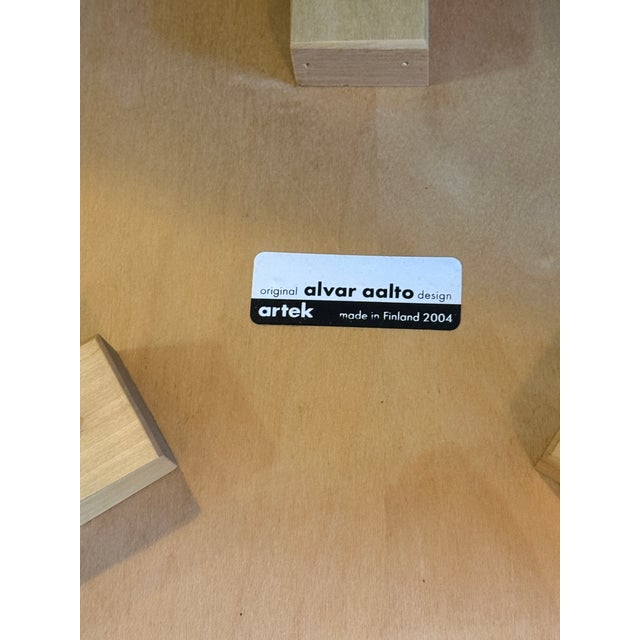 original alvar aalto design
artek made in Finland 2004